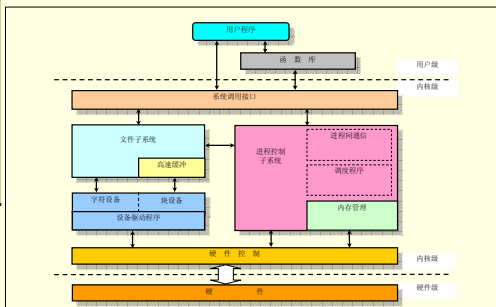 用户程序
函 数 库
用户级
内核级
系统调用接口
文件子系统
高速缓冲
进程控制
子系统
进程间通信
调度程序
内存管理
字符设备
块设备
设备驱动程序
硬 件 控 制
内核级
硬件级
硬 件